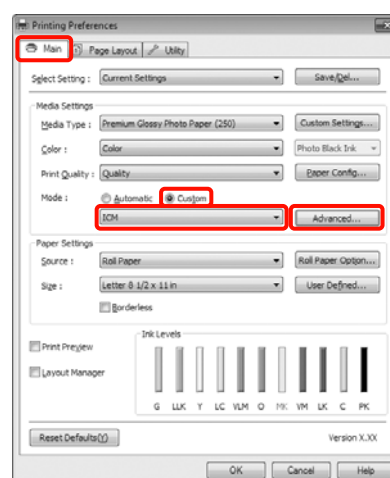 Printing Preferences
Main Page Layout Utility
Select Setting : Current Settings Save/Del...
Media Settings
Media Type : Premium Glossy Photo Paper (250) Custom Settings...
Color : Color Photo Black Ink
Print Quality : Quality Paper Config...
Mode : Automatic Custom
ICM Advanced...
Paper Settings
Source : Roll Paper Roll Paper Option...
Size : Letter 8 1/2 x 11 in User Defined...
Borderless
Ink Levels
Print Preview
Layout Manager
G LLK Y LC VLM O MK VM LK C PK
Reset Defaults(Y) Version X.XX
OK Cancel Help